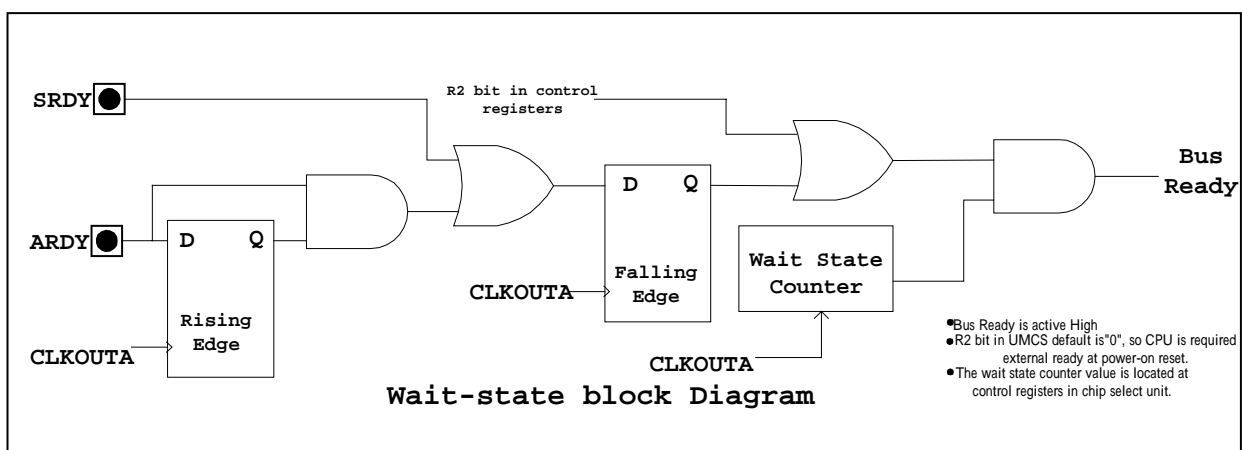 SRDY
R2 bit in control
registers
Bus
Ready
D Q
ARDY
D Q
Falling
Edge
Wait State
Counter
CLKOUTA
Rising
Edge
CLKOUTA
CLKOUTA
Wait-state block Diagram
●Bus Ready is active High
●R2 bit in UMCS default is"0", so CPU is required
external ready at power-on reset.
●The wait state counter value is located at
control registers in chip select unit.